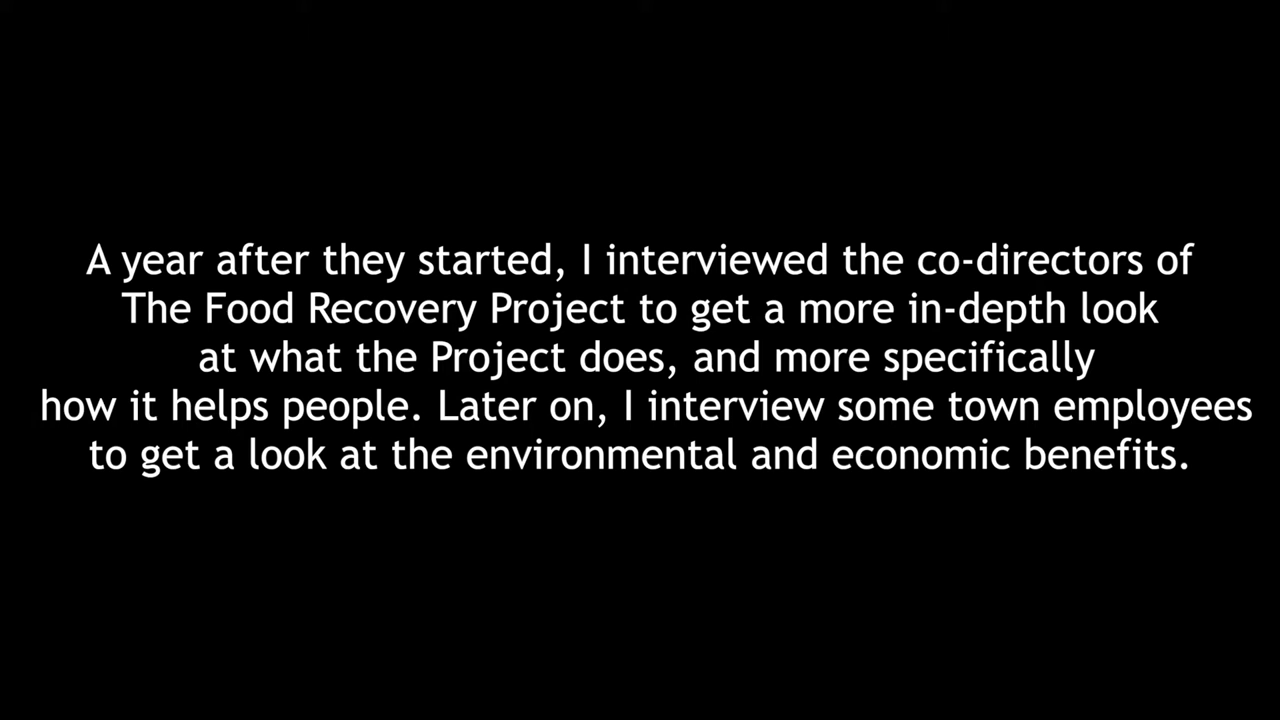 A year after they started, I interviewed the co-directors of
The Food Recovery Project to get a more in-depth look
at what the Project does, and more specifically
how it helps people. Later on, I interview some town employees
to get a look at the environmental and economic benefits.